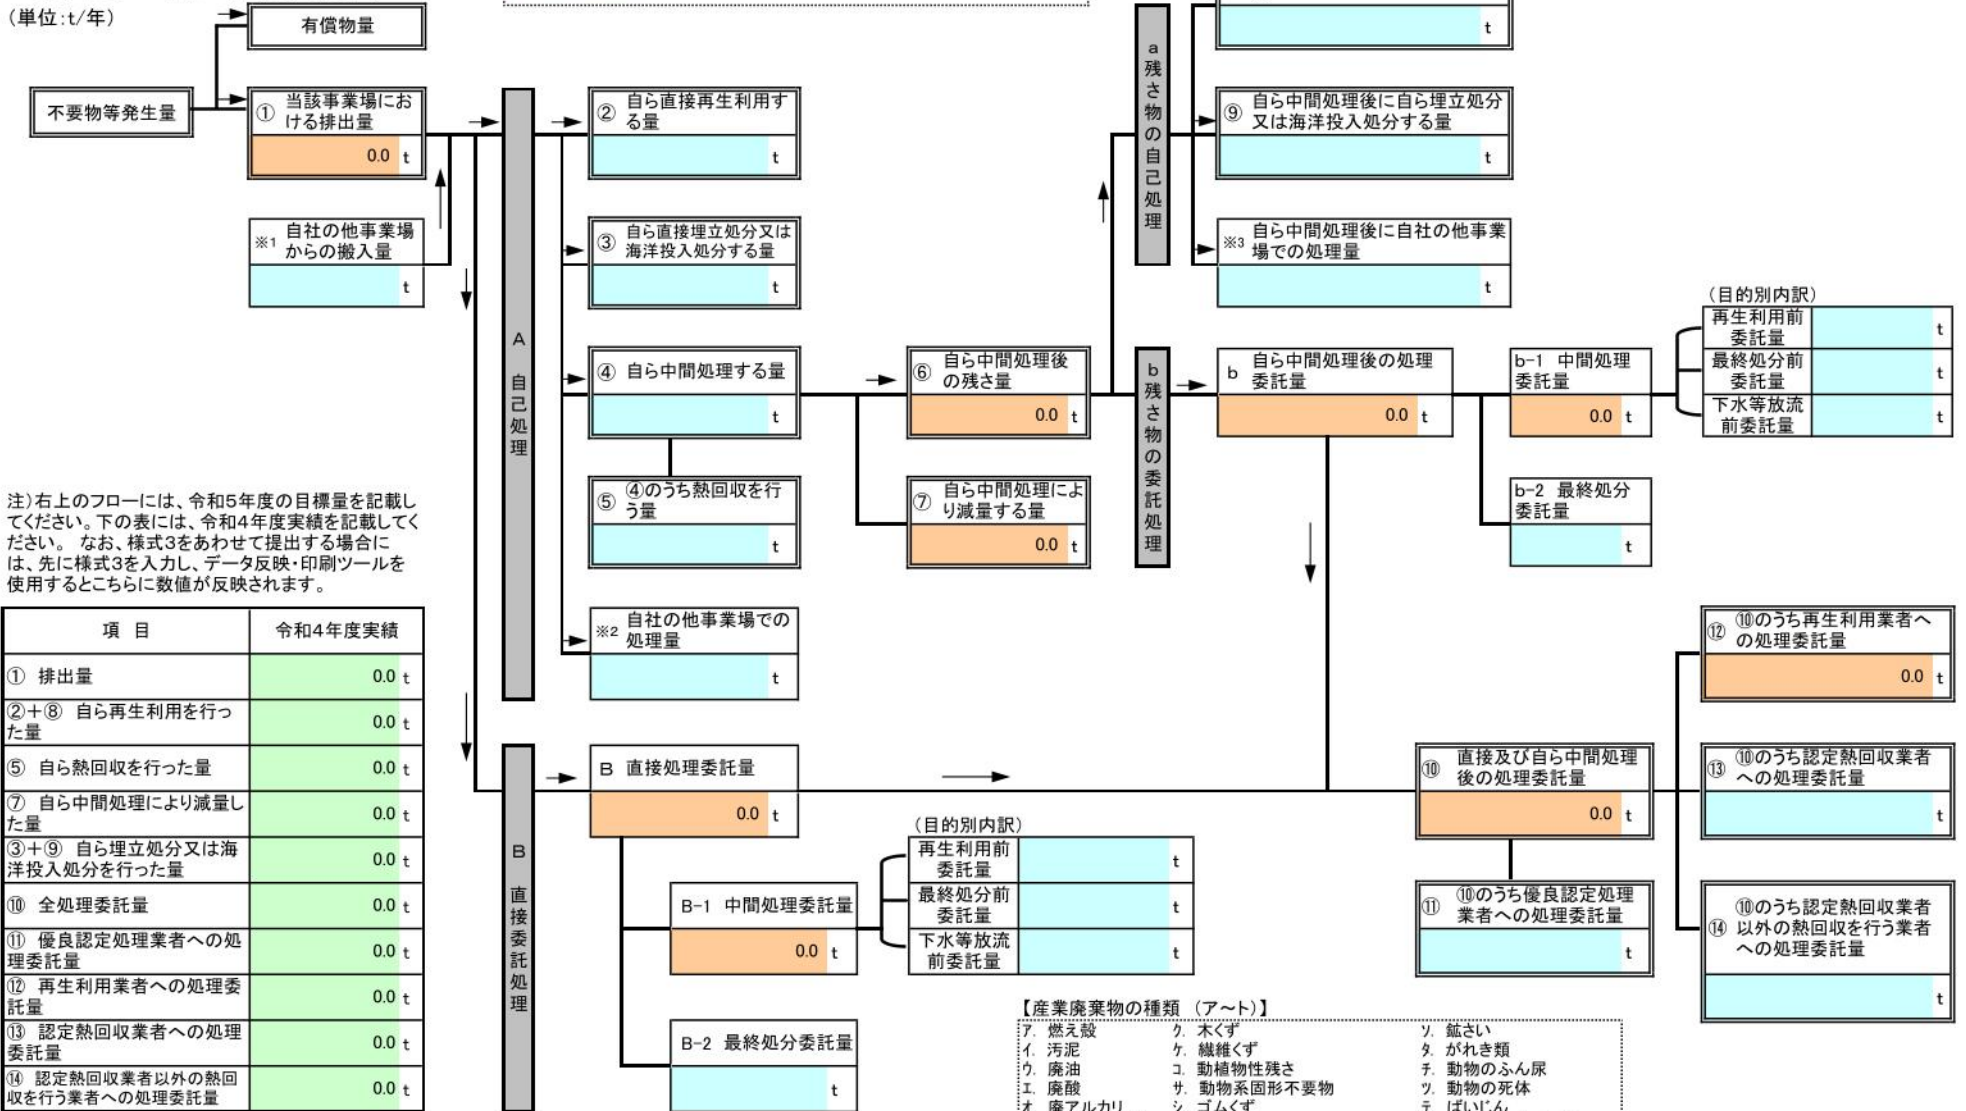 (単位:t/年)
有償物量
不要物等発生量
① 当該事業場にお
ける排出量
0.0 t
※1 自社の他事業場
からの搬入量
t
A 自己処理
② 自ら直接再生利用す
る量
t
③ 自ら直接埋立処分又は
海洋投入処分する量
t
④ 自ら中間処理する量
t
⑤ ④のうち熱回収を行
う量
t
※2 自社の他事業場での
処理量
t
⑥ 自ら中間処理後
の残さ量
0.0 t
⑦ 自ら中間処理によ
り減量する量
0.0 t
a 残さ物の自己処理
t
⑨ 自ら中間処理後に自ら埋立処分
又は海洋投入処分する量
t
※3 自ら中間処理後に自社の他事業
場での処理量
t
b 残さ物の委託処理
b 自ら中間処理後の処理
委託量
0.0 t
b-1 中間処理
委託量
0.0 t
(目的別内訳)
再生利用前
委託量
t
最終処分前
委託量
t
下水等放流
前委託量
t
b-2 最終処分
委託量
t
注)右上のフローには、令和5年度の目標量を記載し
てください。下の表には、令和4年度実績を記載してく
ださい。 なお、様式3をあわせて提出する場合に
は、先に様式3を入力し、データ反映・印刷ツールを
使用するとこちらに数値が反映されます。
項 目 令和4年度実績
① 排出量 0.0 t
②+⑧ 自ら再生利用を行っ
た量 0.0 t
⑤ 自ら熱回収を行った量 0.0 t
⑦ 自ら中間処理により減量し
た量 0.0 t
③+⑨ 自ら埋立処分又は海
洋投入処分を行った量 0.0 t
⑩ 全処理委託量 0.0 t
⑪ 優良認定処理業者への処
理委託量 0.0 t
⑫ 再生利用業者への処理委
託量 0.0 t
⑬ 認定熱回収業者への処理
委託量 0.0 t
⑭ 認定熱回収業者以外の熱回
収を行う業者への処理委託量 0.0 t
B 直接委託処理
B 直接処理委託量
0.0 t
B-1 中間処理委託量
0.0 t
(目的別内訳)
再生利用前
委託量
t
最終処分前
委託量
t
下水等放流
前委託量
t
B-2 最終処分委託量
t
⑩ 直接及び自ら中間処理
後の処理委託量
0.0 t
⑪ ⑩のうち優良認定処理
業者への処理委託量
t
⑫ ⑩のうち再生利用業者へ
の処理委託量
0.0 t
⑬ ⑩のうち認定熱回収業者
への処理委託量
t
⑭ ⑩のうち認定熱回収業者
以外の熱回収を行う業者
への処理委託量
t
【産業廃棄物の種類 (ア~ト)】
ア. 燃え殻 ク. 木くず ソ. 鉱さい
イ. 汚泥 ケ. 繊維くず タ. がれき類
ウ. 廃油 コ. 動植物性残さ チ. 動物のふん尿
エ. 廃酸 サ. 動物系固形不要物 ツ. 動物の死体
オ. 廃アルカリ シ. ゴムくず テ. ばいじん